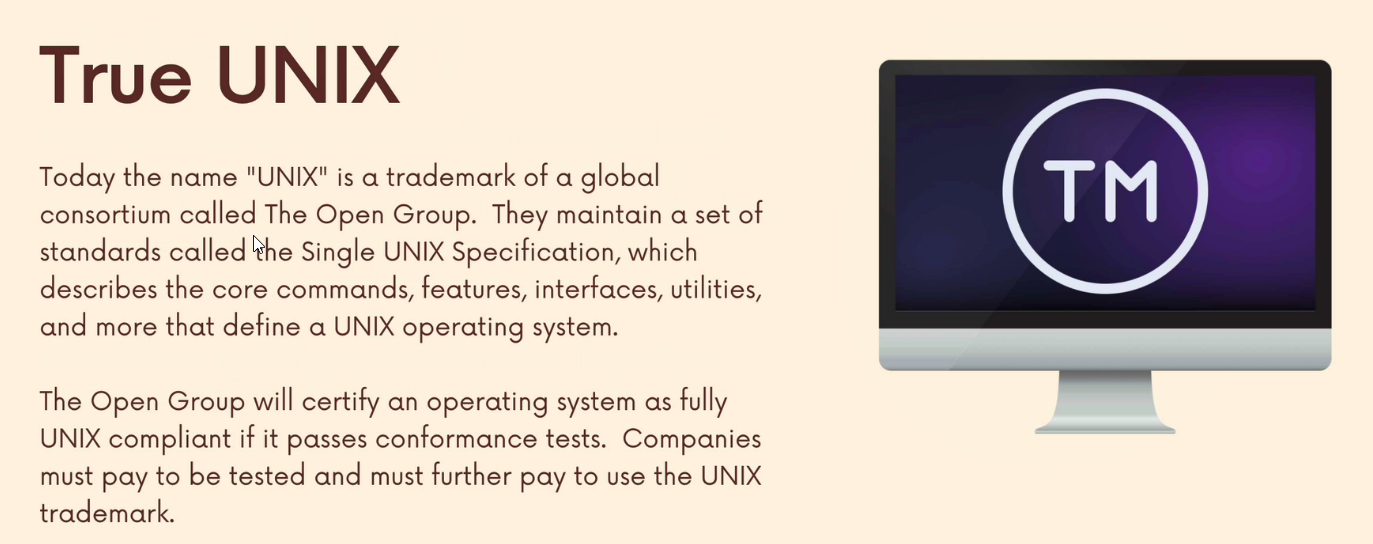 True UNIX
Today the name "UNIX" is a trademark of a global
consortium called The Open Group.  They maintain a set of
standards called the Single UNIX Specification, which
describes the core commands, features, interfaces, utilities,
and more that define a UNIX operating system.
The Open Group will certify an operating system as fully
UNIX compliant if it passes conformance tests.  Companies
must pay to be tested and must further pay to use the UNIX
trademark.
TM